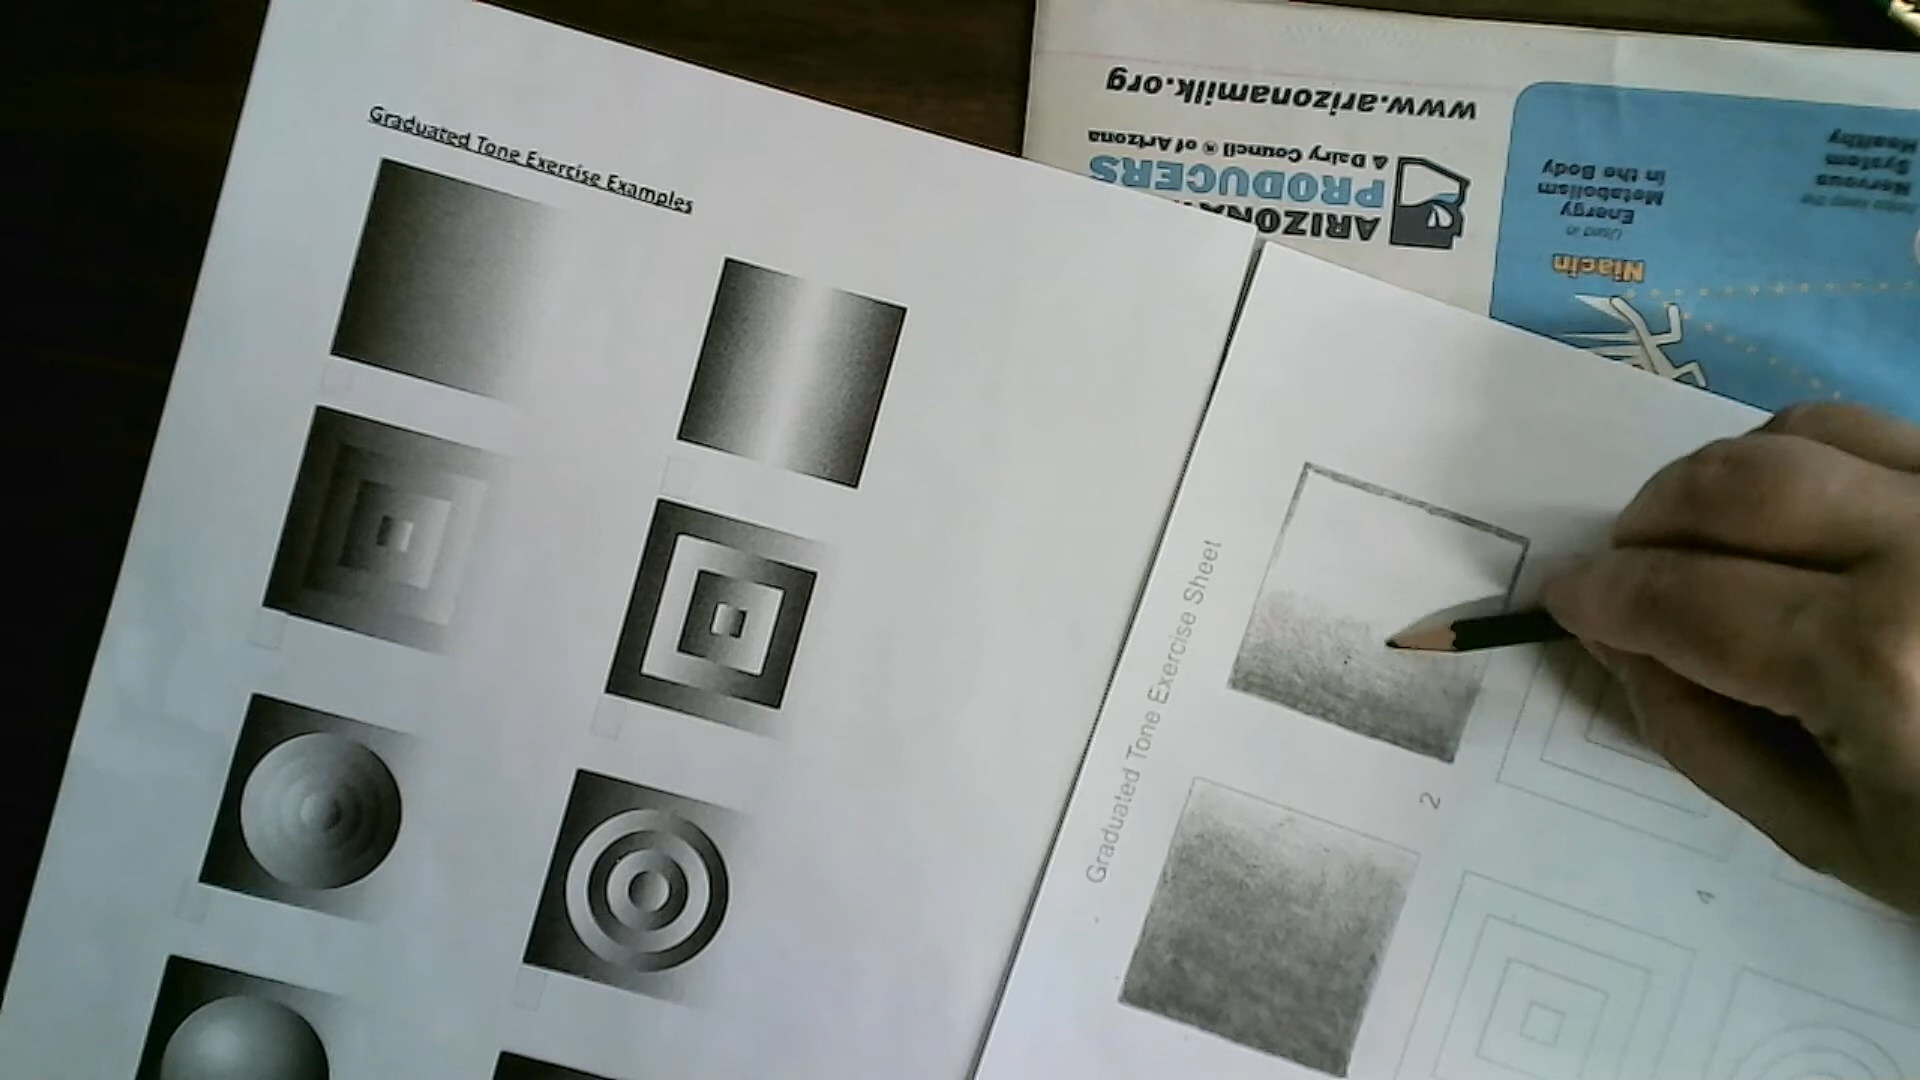 Graduated Tone Exercise Examples
www.arizonamilk.org
& Dairy Council ® of Arizona
PRODUCERS
ARIZONA
Healthy
Nervous
System
Niacin
Used in
Energy
Metabolism
in the Body
Graduated Tone Exercise Sheet
2
4